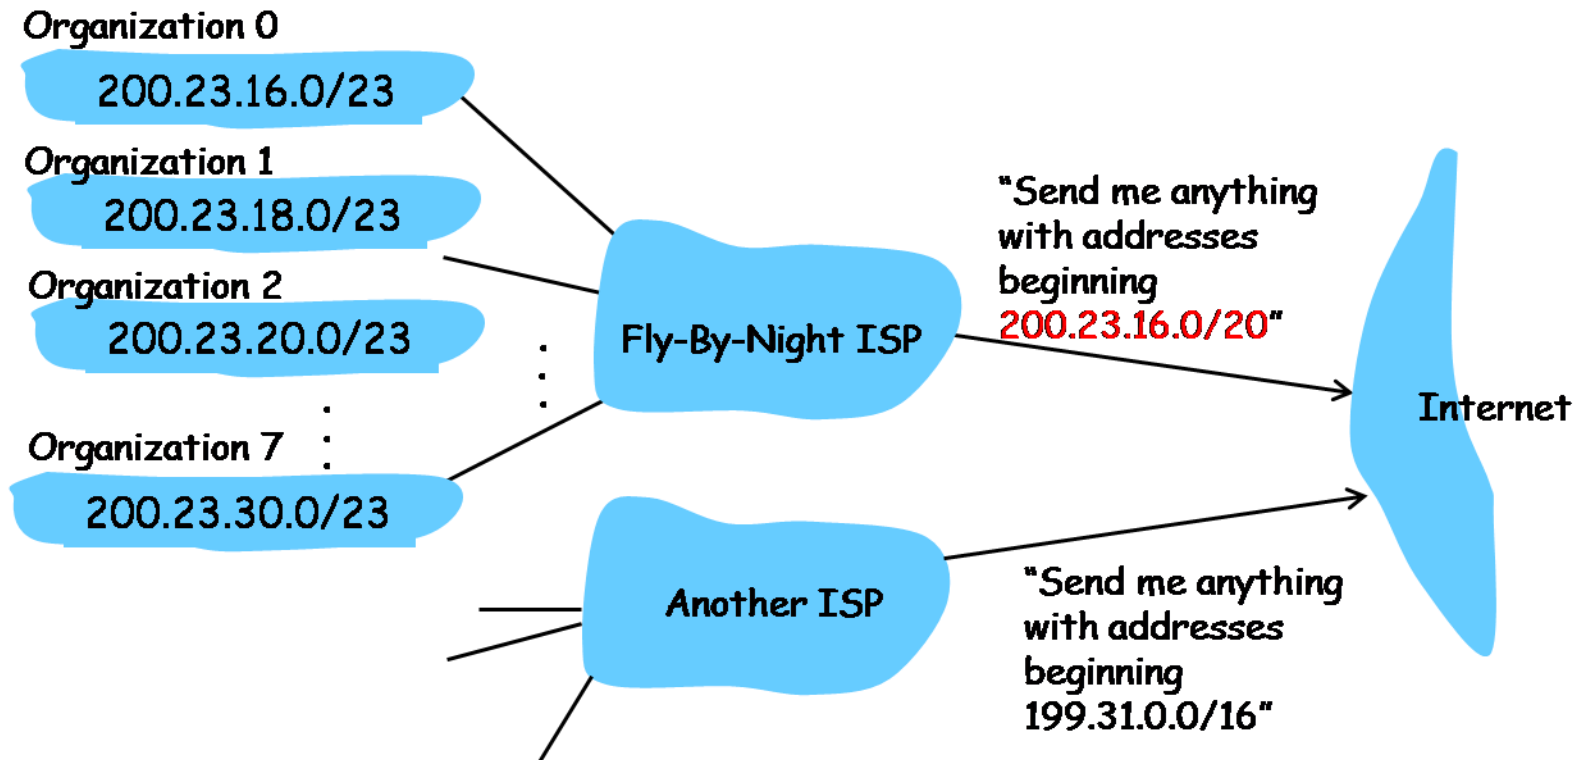 Organization 0
200.23.16.0/23
Organization 1
200.23.18.0/23
Organization 2
200.23.20.0/23
Organization 7
200.23.30.0/23
Fly-By-Night ISP
"Send me anything
with addresses
beginning
200.23.16.0/20"
Internet
Another ISP
"Send me anything
with addresses
beginning
199.31.0.0/16"